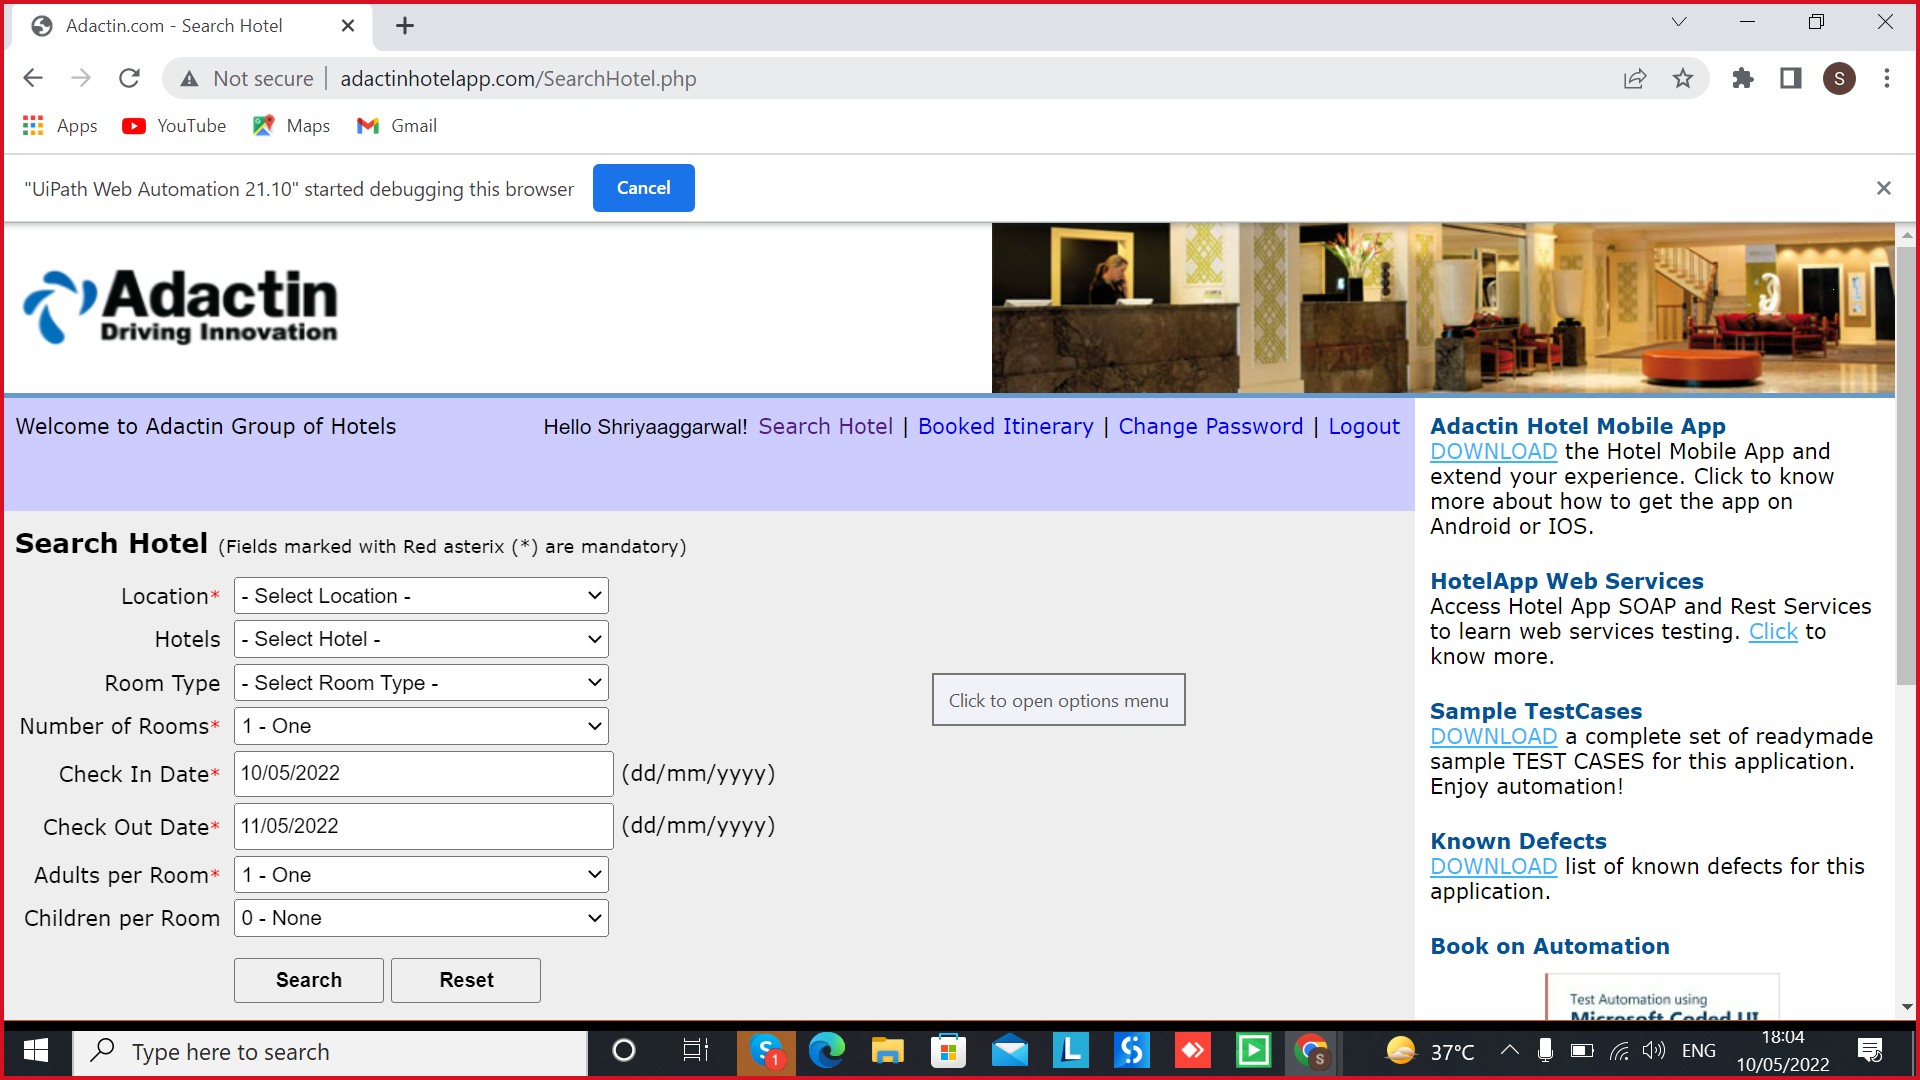 Adactin.com - Search Hotel
Not secure
adactinhotelapp.com/SearchHotel.php
S
Apps
YouTube
Maps
Gmail
"UiPath Web Automation 21.10" started debugging this browser
Cancel
Adactin
Driving Innovation
Welcome to Adactin Group of Hotels
Hello Shriyaaggarwal! Search Hotel | Booked Itinerary | Change Password | Logout
Search Hotel (Fields marked with Red asterix (*) are mandatory)
Location* - Select Location -
Hotels - Select Hotel -
Room Type - Select Room Type -
Number of Rooms* 1 - One
Check In Date* 10/05/2022 (dd/mm/yyyy)
Check Out Date* 11/05/2022 (dd/mm/yyyy)
Adults per Room* 1 - One
Children per Room 0 - None
Search
Reset
Click to open options menu
Adactin Hotel Mobile App
DOWNLOAD the Hotel Mobile App and
extend your experience. Click to know
more about how to get the app on
Android or IOS.
HotelApp Web Services
Access Hotel App SOAP and Rest Services
to learn web services testing. Click to
know more.
Sample TestCases
DOWNLOAD a complete set of readymade
sample TEST CASES for this application.
Enjoy automation!
Known Defects
DOWNLOAD list of known defects for this
application.
Book on Automation
Test Automation using
Microsoft Coded UI
Type here to search
S
1
L
S
37°C
ENG
18:04
10/05/2022